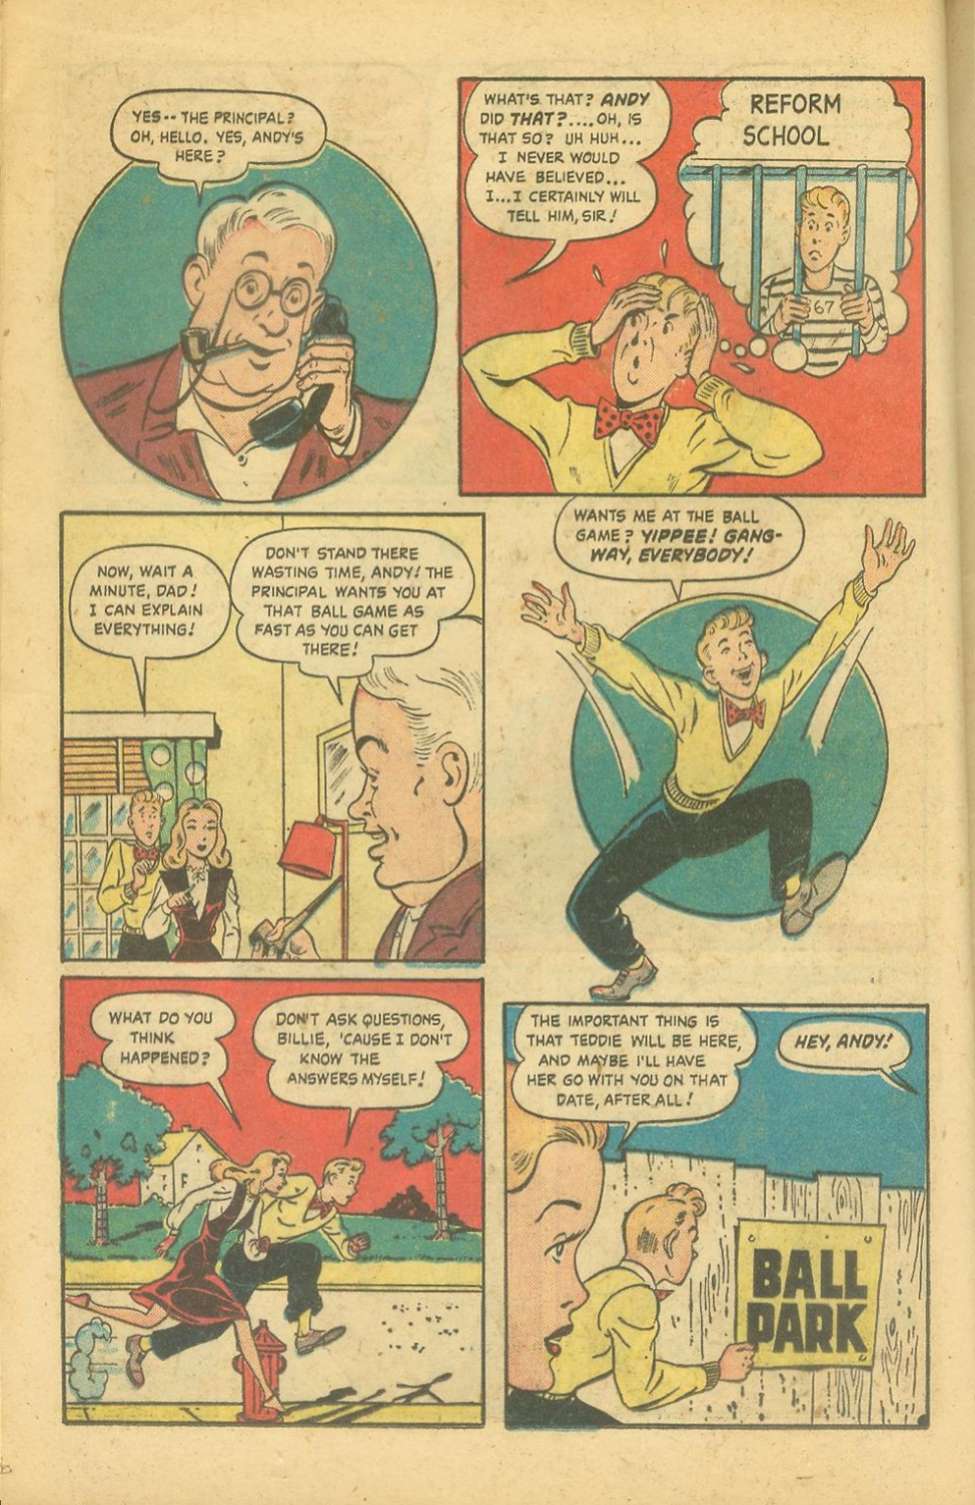 YES-- THE PRINCIPAL?
OH, HELLO. YES, ANDY'S
HERE?
WHAT'S THAT? ANDY
DID THAT?....OH, IS
THAT SO? UH HUH...
I NEVER WOULD
HAVE BELIEVED...
I...I CERTAINLY WILL
TELL HIM, SIR!
REFORM
SCHOOL
67
NOW, WAIT A
MINUTE, DAD!
I CAN EXPLAIN
EVERYTHING!
DON'T STAND THERE
WASTING TIME, ANDY! THE
PRINCIPAL WANTS YOU AT
THAT BALL GAME AS
FAST AS YOU CAN GET
THERE!
WANTS ME AT THE BALL
GAME? YIPPEE! GANG-
WAY, EVERYBODY!
WHAT DO YOU
THINK
HAPPENED?
DON'T ASK QUESTIONS,
BILLIE, 'CAUSE I DON'T
KNOW THE
ANSWERS MYSELF!
THE IMPORTANT THING IS
THAT TEDDIE WILL BE HERE,
AND MAYBE I'LL HAVE
HER GO WITH YOU ON THAT
DATE, AFTER ALL!
HEY, ANDY!
BALL
PARK